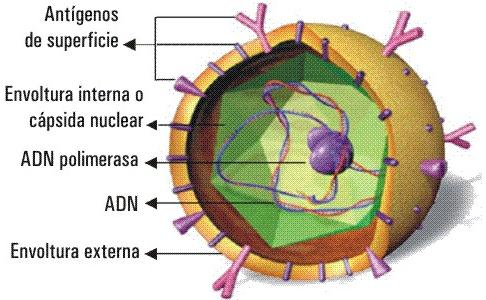 Antígenos
de superficie
Envoltura interna o
cápsida nuclear
ADN polimerasa
ADN
Envoltura externa